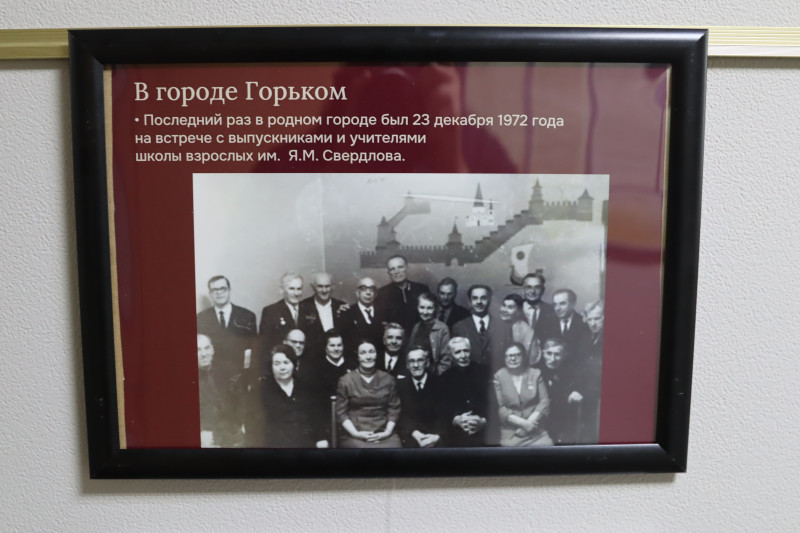 В городе Горьком
• Последний раз в родном городе был 23 декабря 1972 года
на встрече с выпускниками и учителями
школы взрослых им. Я.М. Свердлова.